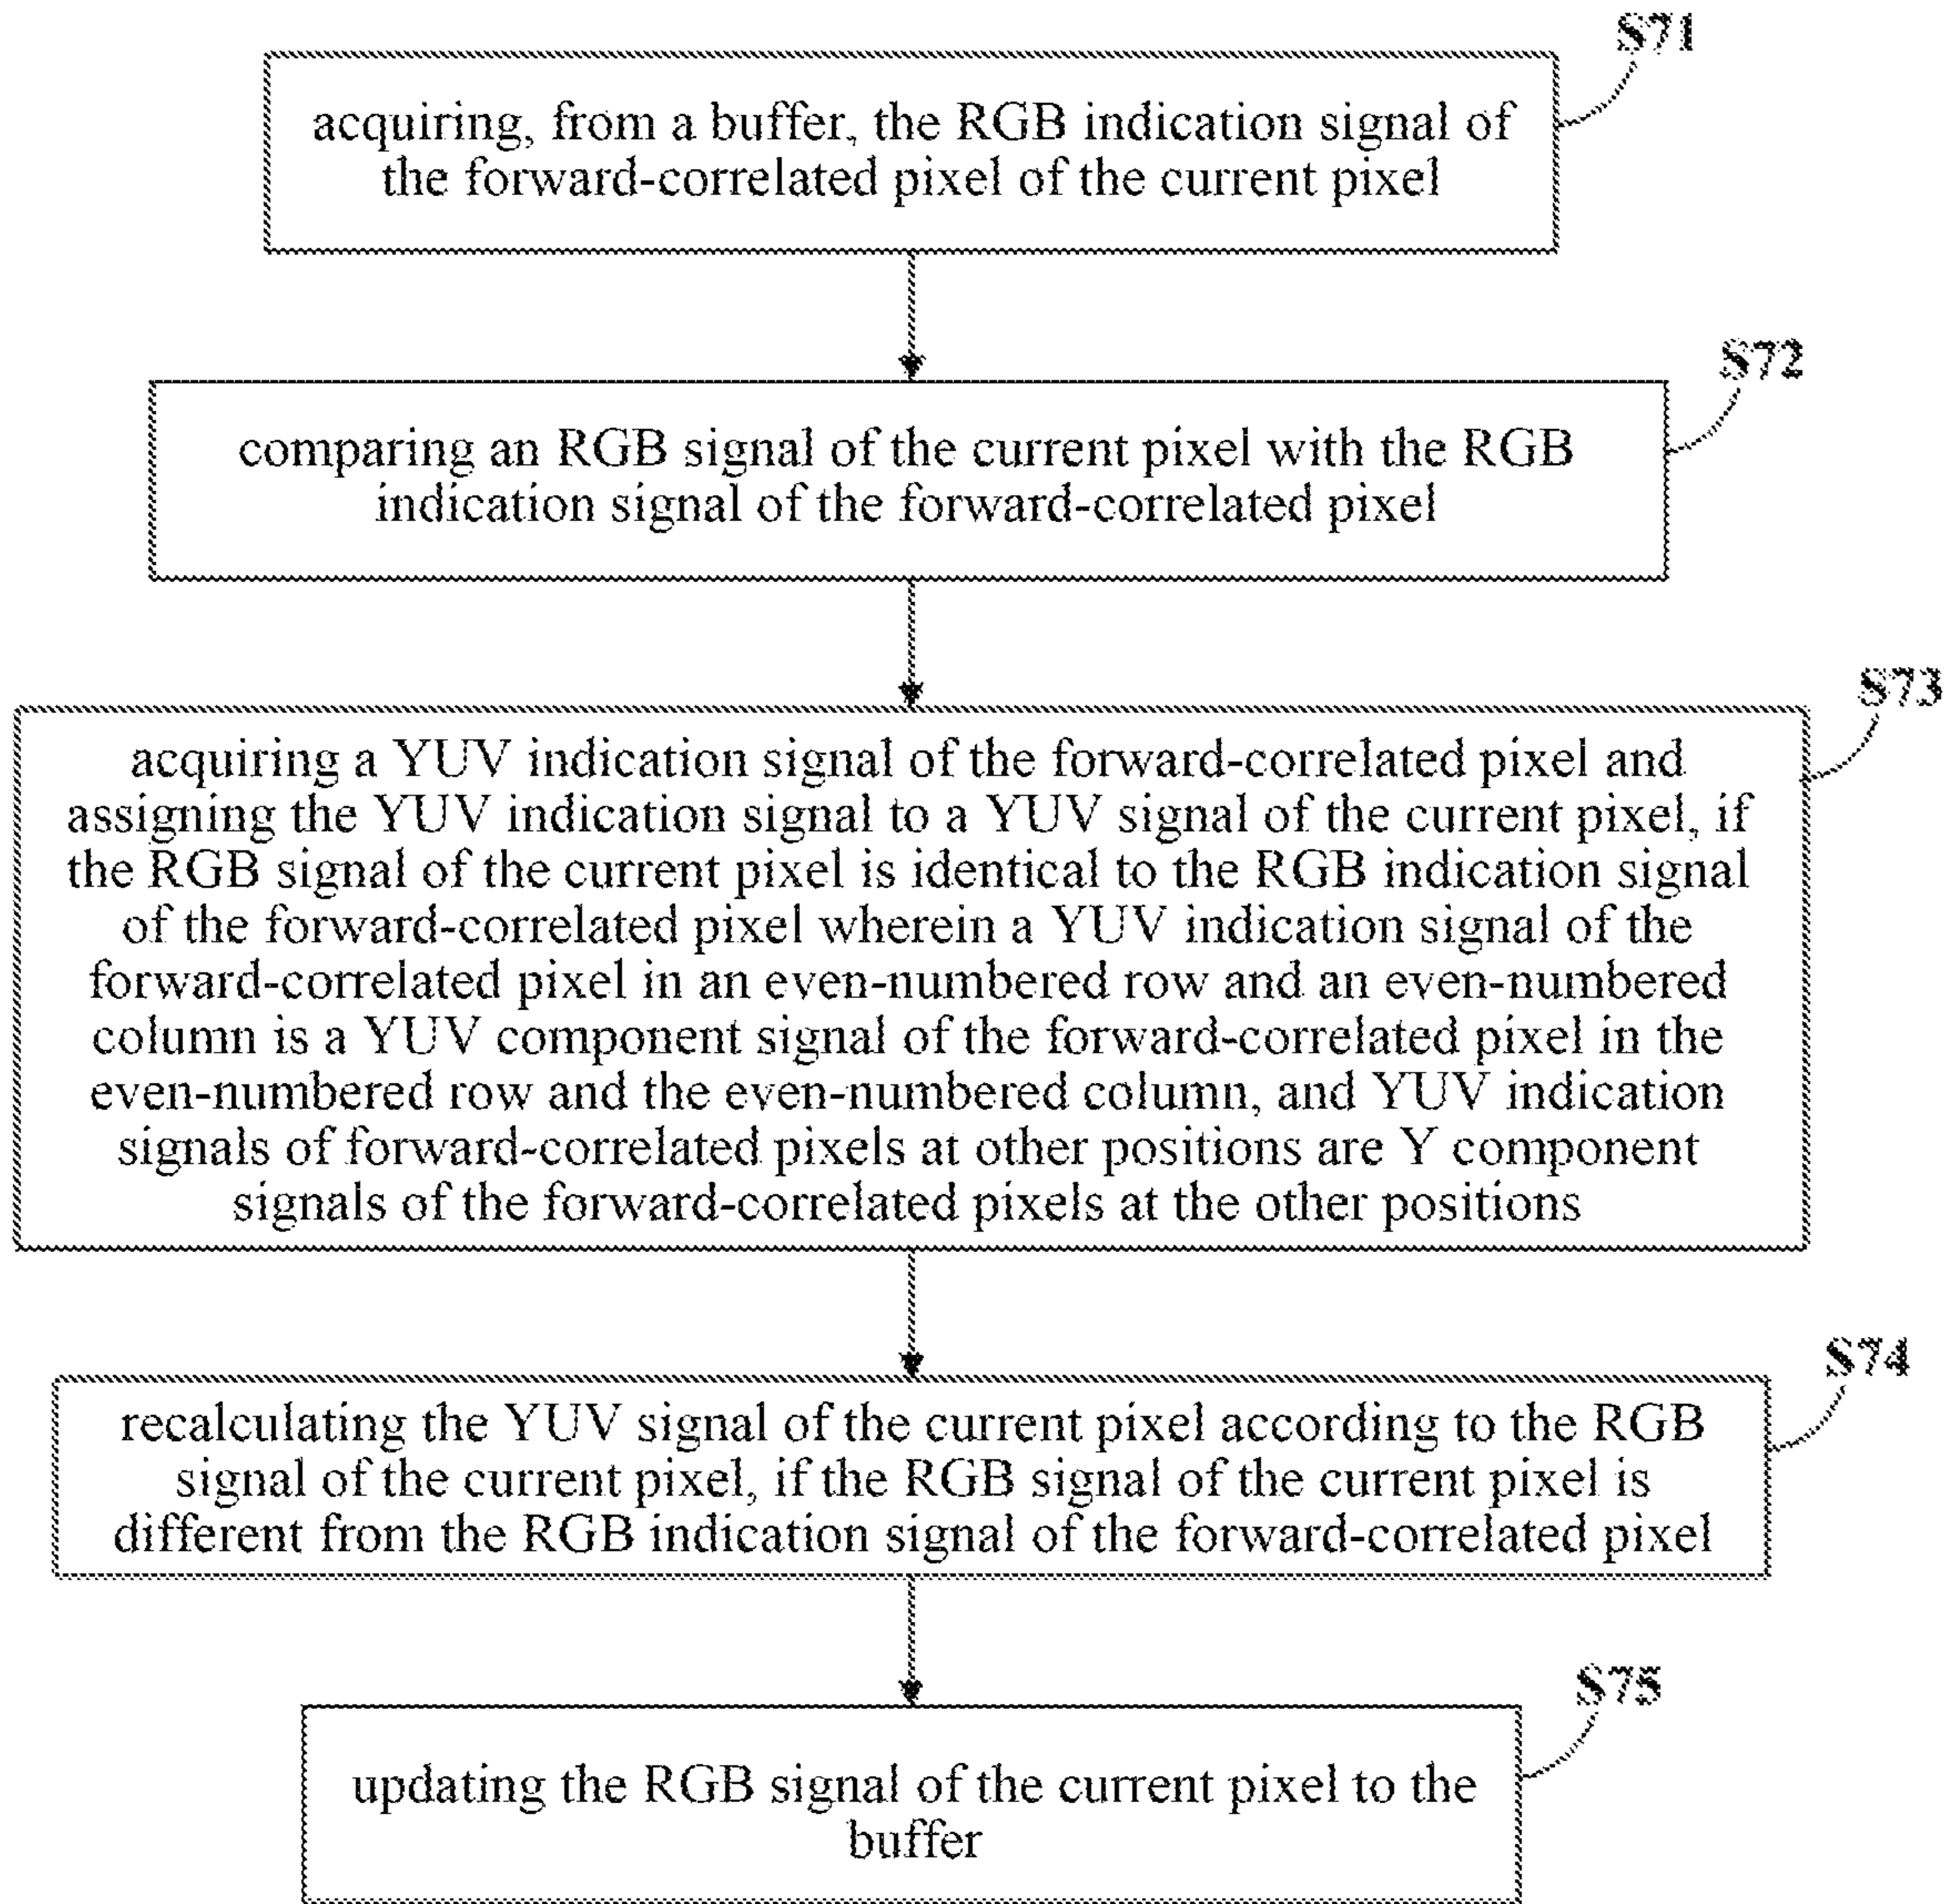 S71
acquiring, from a buffer, the RGB indication signal of
the forward-correlated pixel of the current pixel
S72
comparing an RGB signal of the current pixel with the RGB
indication signal of the forward-correlated pixel
S73
acquiring a YUV indication signal of the forward-correlated pixel and
assigning the YUV indication signal to a YUV signal of the current pixel, if
the RGB signal of the current pixel is identical to the RGB indication signal
of the forward-correlated pixel wherein a YUV indication signal of the
forward-correlated pixel in an even-numbered row and an even-numbered
column is a YUV component signal of the forward-correlated pixel in the
even-numbered row and the even-numbered column, and YUV indication
signals of forward-correlated pixels at other positions are Y component
signals of the forward-correlated pixels at the other positions
S74
recalculating the YUV signal of the current pixel according to the RGB
signal of the current pixel, if the RGB signal of the current pixel is
different from the RGB indication signal of the forward-correlated pixel
S75
updating the RGB signal of the current pixel to the
buffer